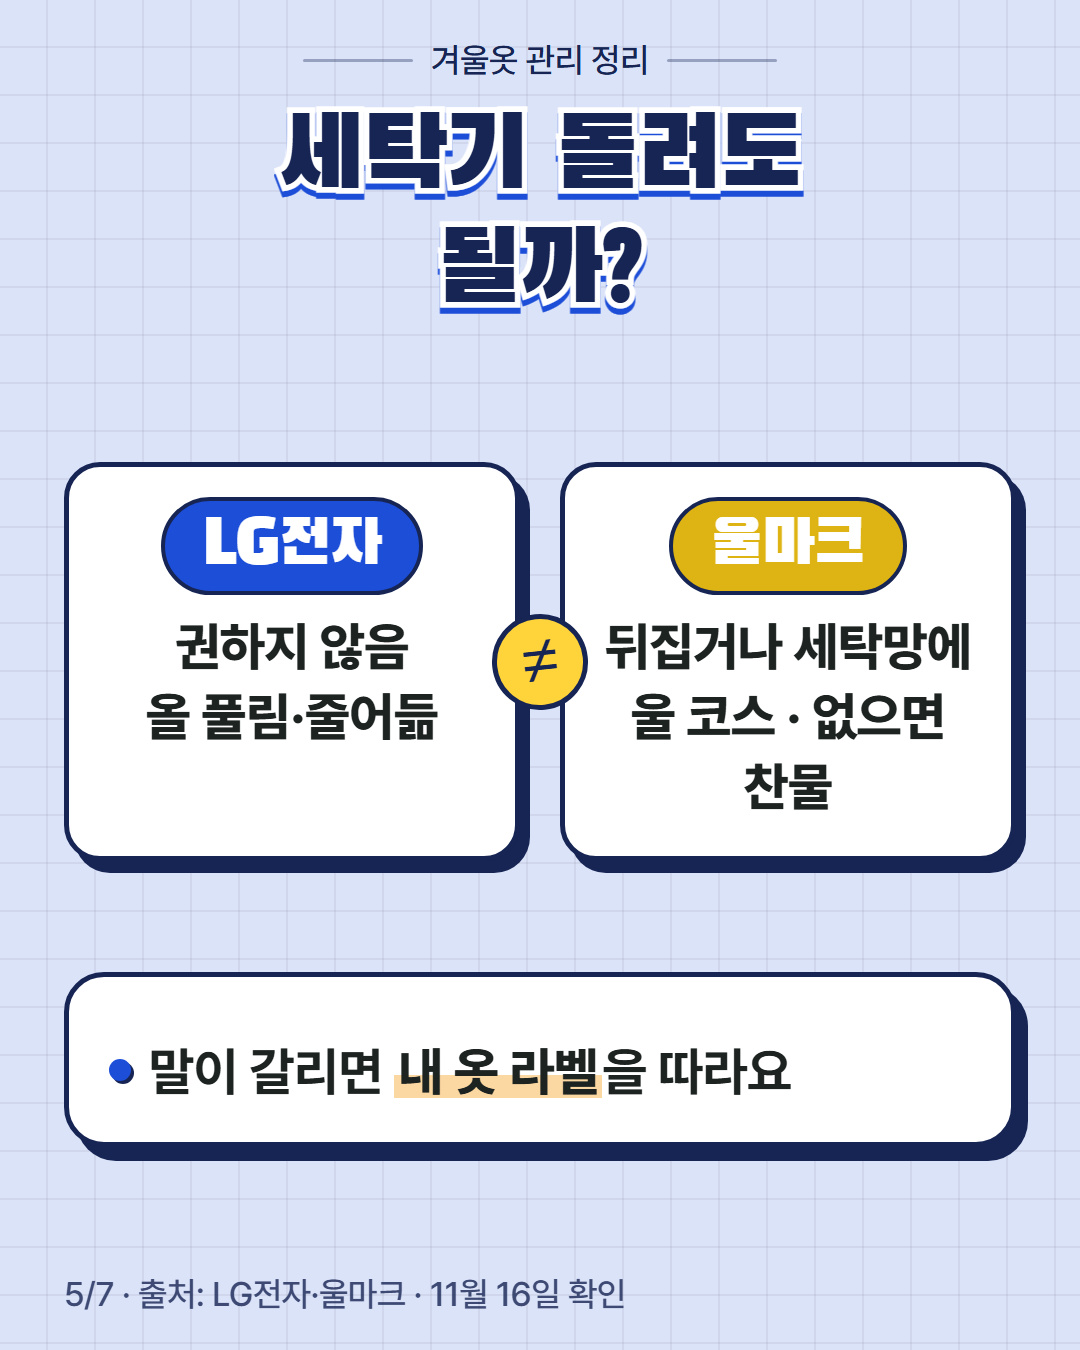 겨울옷 관리 정리
세탁기 돌려도
될까?
LG전자
권하지 않음
올 풀림·줄어듦
≠
울마크
뒤집거나 세탁망에
울 코스 · 없으면
찬물
말이 갈리면 내 옷 라벨을 따라요
5/7 · 출처: LG전자·울마크 · 11월 16일 확인